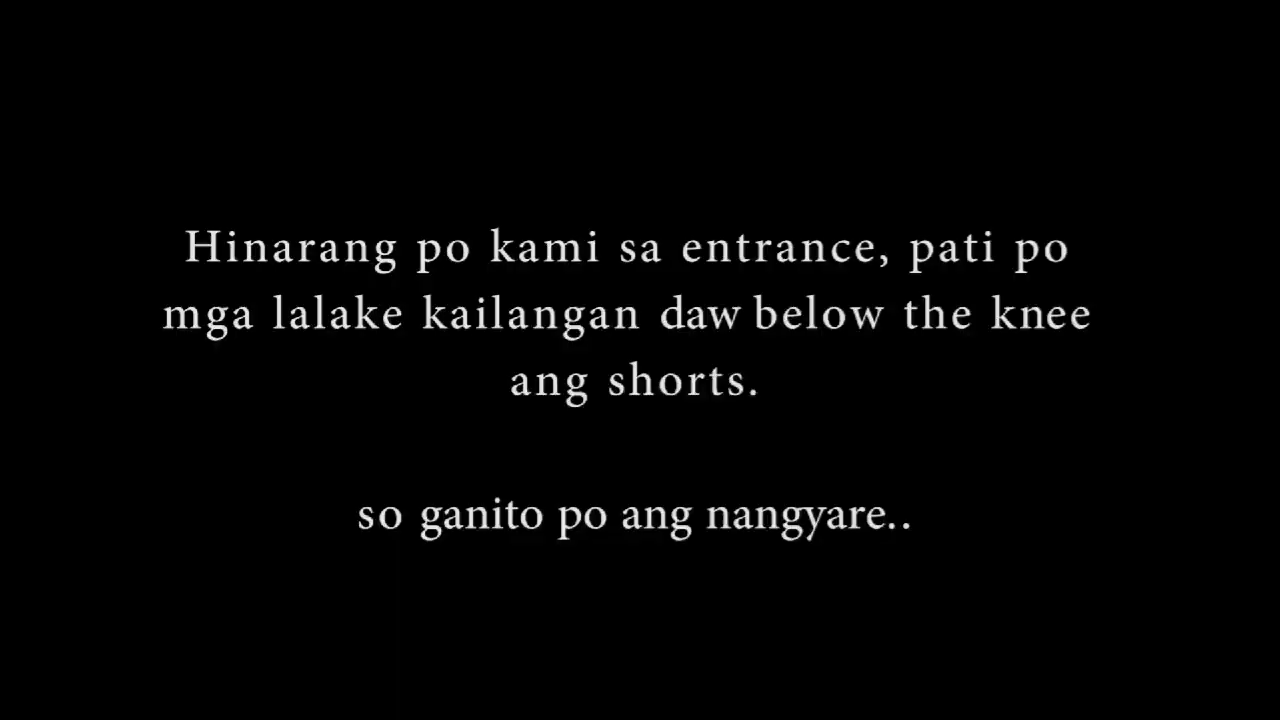 Hinarang po kami sa entrance, pati po
mga lalake kailangan daw below the knee
ang shorts.
so ganito po ang nangyare..